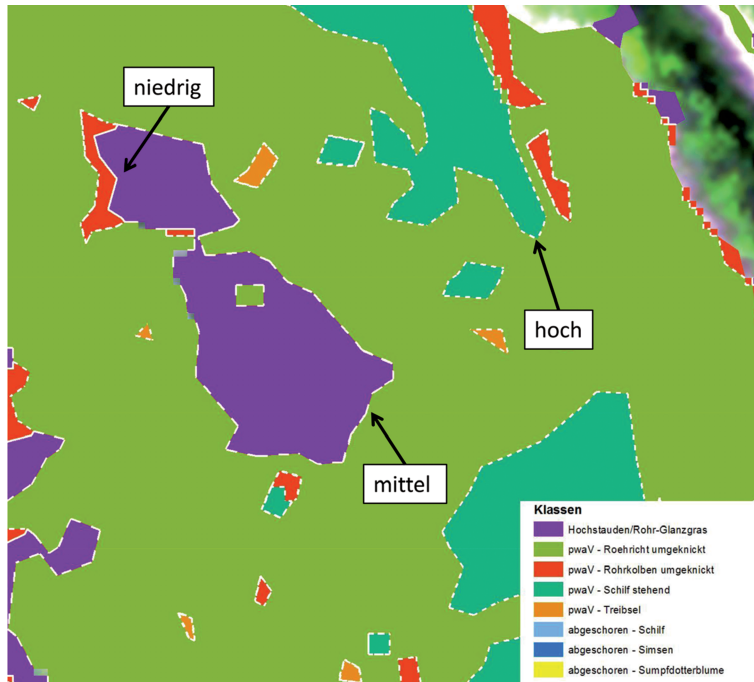 niedrig
hoch
mittel
Klassen
Hochstauden/Rohr-Glanzgras
pwaV - Roehricht umgeknickt
pwaV - Rohrkolben umgeknickt
pwaV - Schilf stehend
pwaV - Treibsel
abgeschoren - Schilf
abgeschoren - Simsen
abgeschoren - Sumpfdotterblume